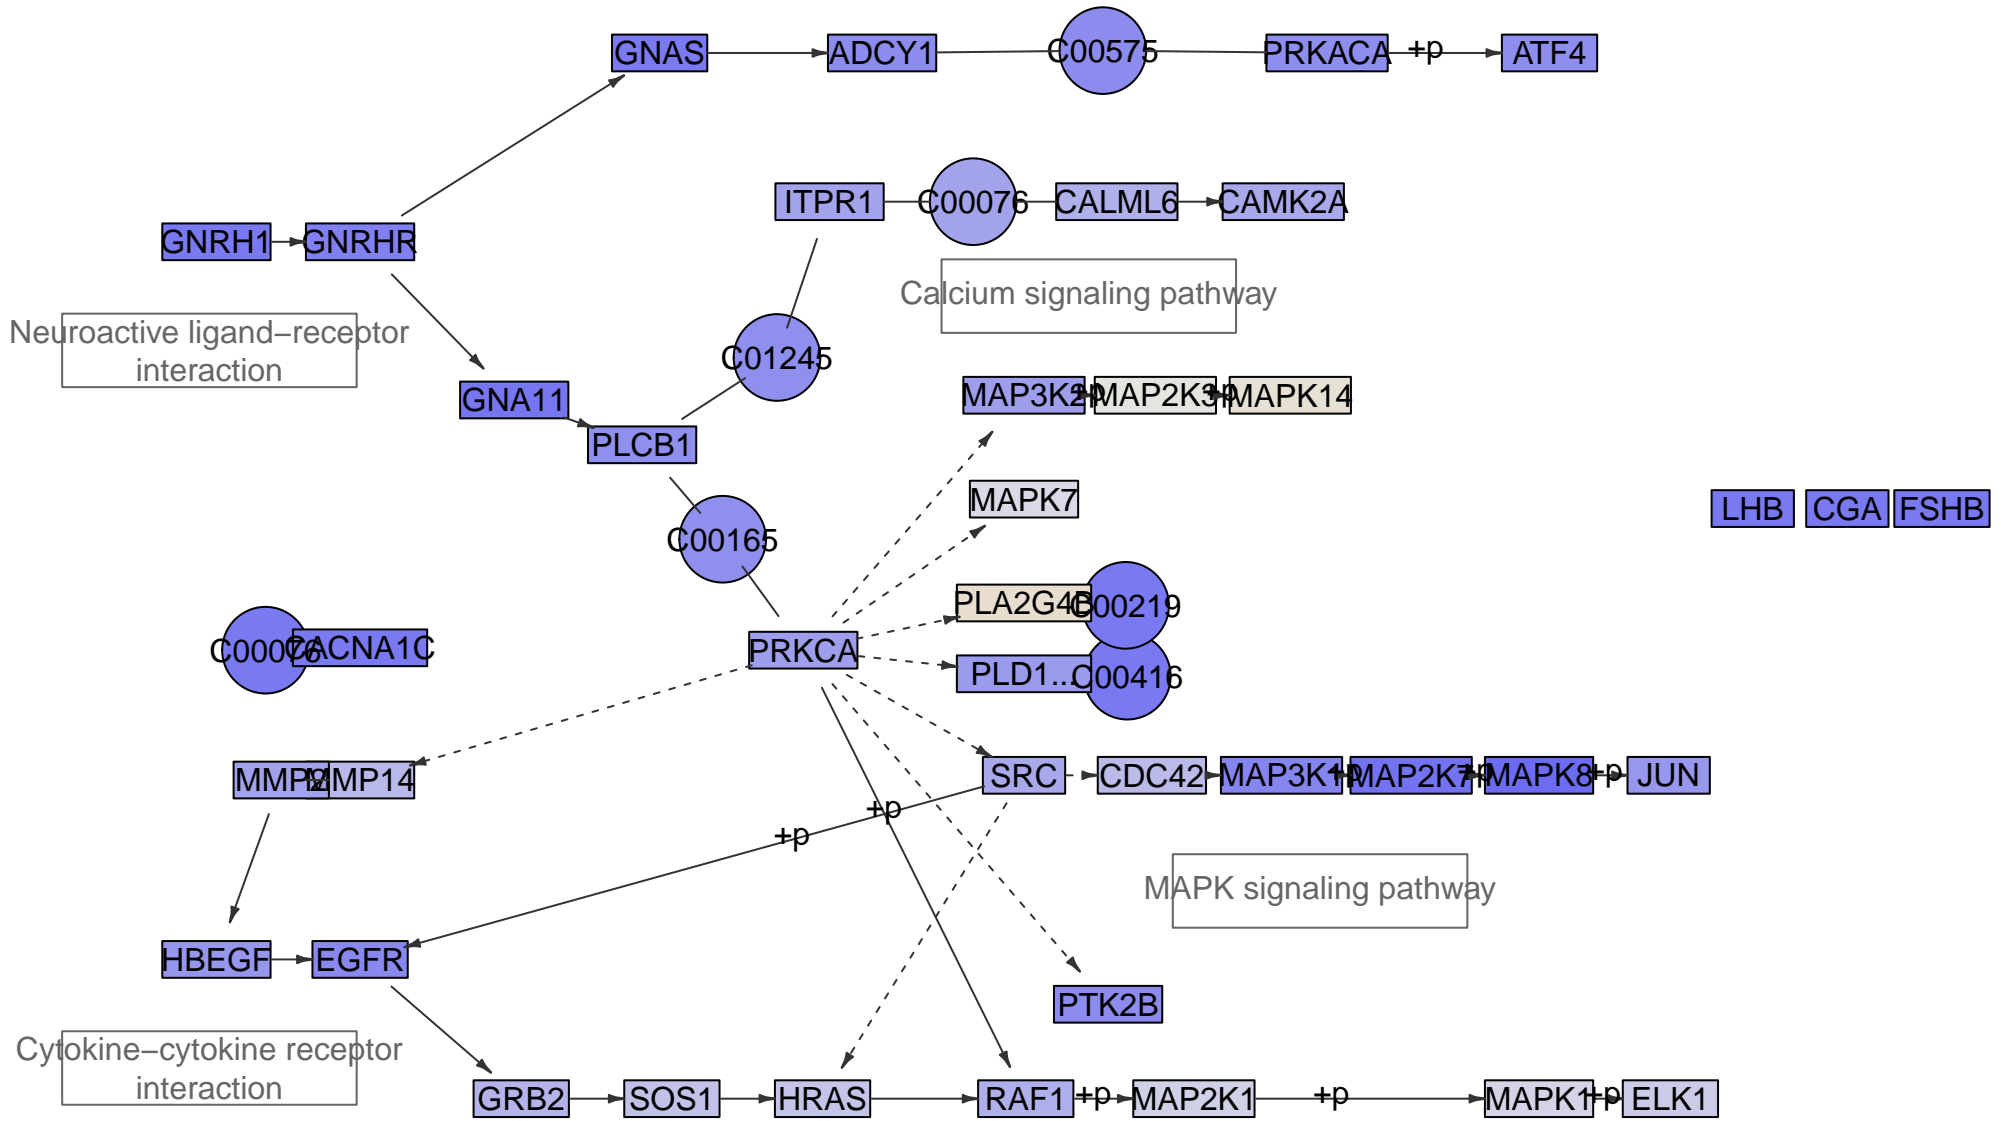 GNAS
ADCY1
C00575
PRKACA
+p
ATF4
ITPR1
C00076
CALML6
CAMK2A
GNRH1
GNRHR
Calcium signaling pathway
Neuroactive ligand–receptor
interaction
C01245
GNA11
MAP3K2
+p
MAP2K3
+p
MAPK14
PLCB1
MAPK7
LHB
CGA
FSHB
C00165
PLA2G4B
C00219
C00076
CACNA1C
PRKCA
PLD1...
C00416
MMP2
MMP14
SRC
CDC42
MAP3K1
+p
MAP2K7
+p
MAPK8
+p
JUN
+p
+p
MAPK signaling pathway
HBEGF
EGFR
PTK2B
Cytokine–cytokine receptor
interaction
GRB2
SOS1
HRAS
RAF1
+p
MAP2K1
+p
MAPK1
+p
ELK1